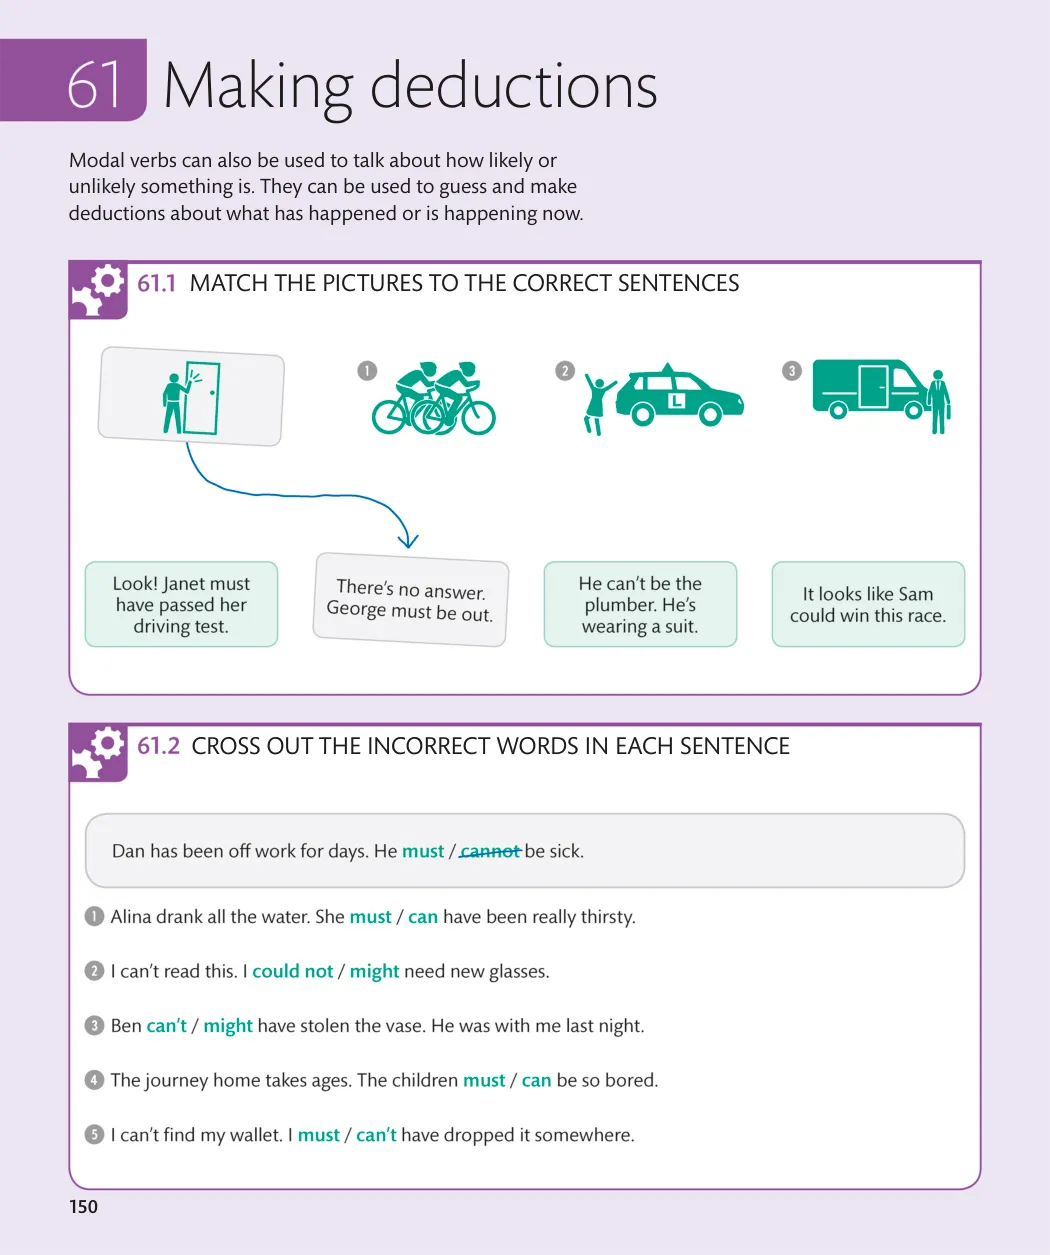 61 Making deductions
Modal verbs can also be used to talk about how likely or
unlikely something is. They can be used to guess and make
deductions about what has happened or is happening now.
61.1 MATCH THE PICTURES TO THE CORRECT SENTENCES
1
2
3
L
Look! Janet must
have passed her
driving test.
There’s no answer.
George must be out.
He can’t be the
plumber. He’s
wearing a suit.
It looks like Sam
could win this race.
61.2 CROSS OUT THE INCORRECT WORDS IN EACH SENTENCE
Dan has been off work for days. He must / cannot be sick.
1 Alina drank all the water. She must / can have been really thirsty.
2 I can’t read this. I could not / might need new glasses.
3 Ben can’t / might have stolen the vase. He was with me last night.
4 The journey home takes ages. The children must / can be so bored.
5 I can’t find my wallet. I must / can’t have dropped it somewhere.
150